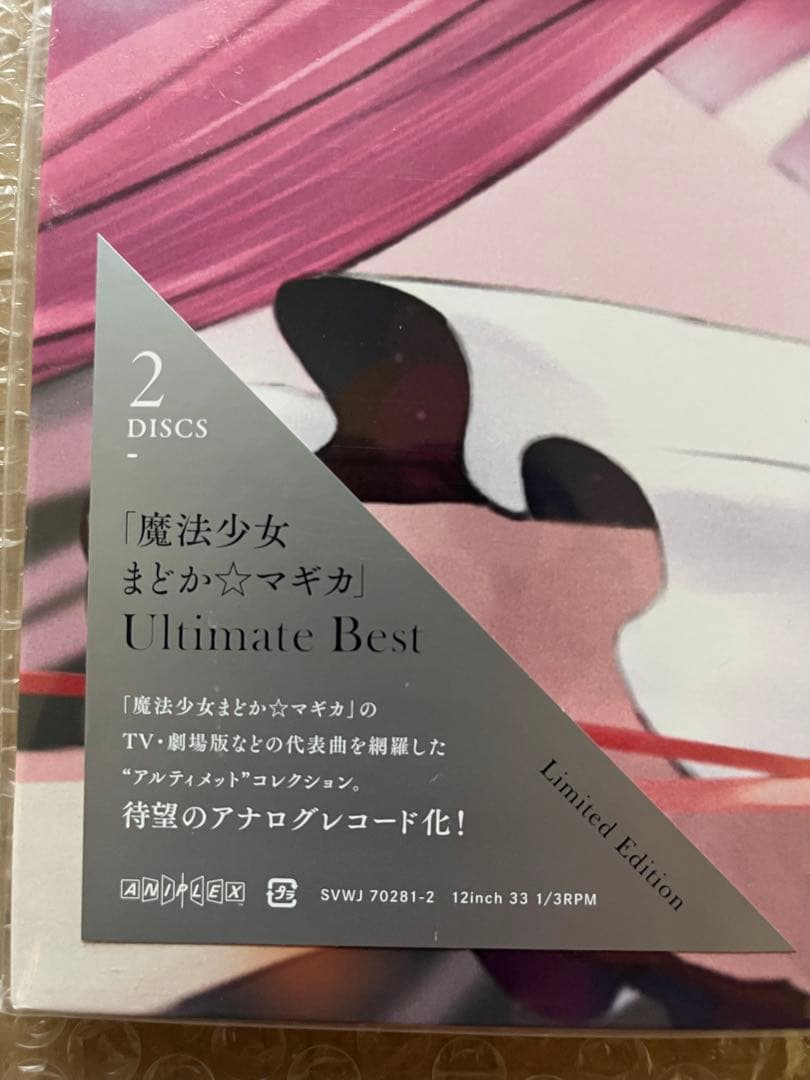 2
DISCS
-
「魔法少女
まどか☆マギカ」
Ultimate Best
「魔法少女まどか☆マギカ」の
TV・劇場版などの代表曲を網羅した
“アルティメット”コレクション。
待望のアナログレコード化!
Limited Edition
ANIPLEX プラ SVWJ 70281-2 12inch 33 1/3RPM